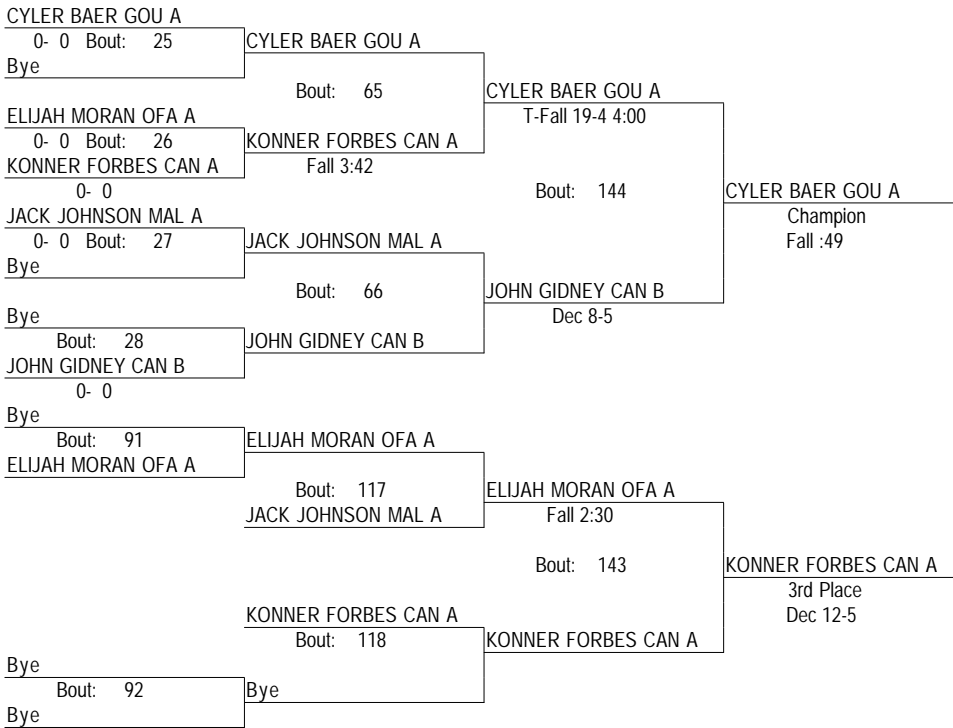 CYLER BAER GOU A
0- 0 Bout: 25
CYLER BAER GOU A
Bye
Bout: 65
CYLER BAER GOU A
ELIJAH MORAN OFA A
T-Fall 19-4 4:00
0- 0 Bout: 26
KONNER FORBES CAN A
KONNER FORBES CAN A
Fall 3:42
0- 0
Bout: 144
CYLER BAER GOU A
JACK JOHNSON MAL A
Champion
0- 0 Bout: 27
JACK JOHNSON MAL A
Fall :49
Bye
Bout: 66
JOHN GIDNEY CAN B
Bye
Dec 8-5
Bout: 28
JOHN GIDNEY CAN B
JOHN GIDNEY CAN B
0- 0
Bye
Bout: 91
ELIJAH MORAN OFA A
ELIJAH MORAN OFA A
Bout: 117
ELIJAH MORAN OFA A
JACK JOHNSON MAL A
Fall 2:30
Bout: 143
KONNER FORBES CAN A
3rd Place
KONNER FORBES CAN A
Dec 12-5
Bout: 118
KONNER FORBES CAN A
Bye
Bout: 92
Bye
Bye